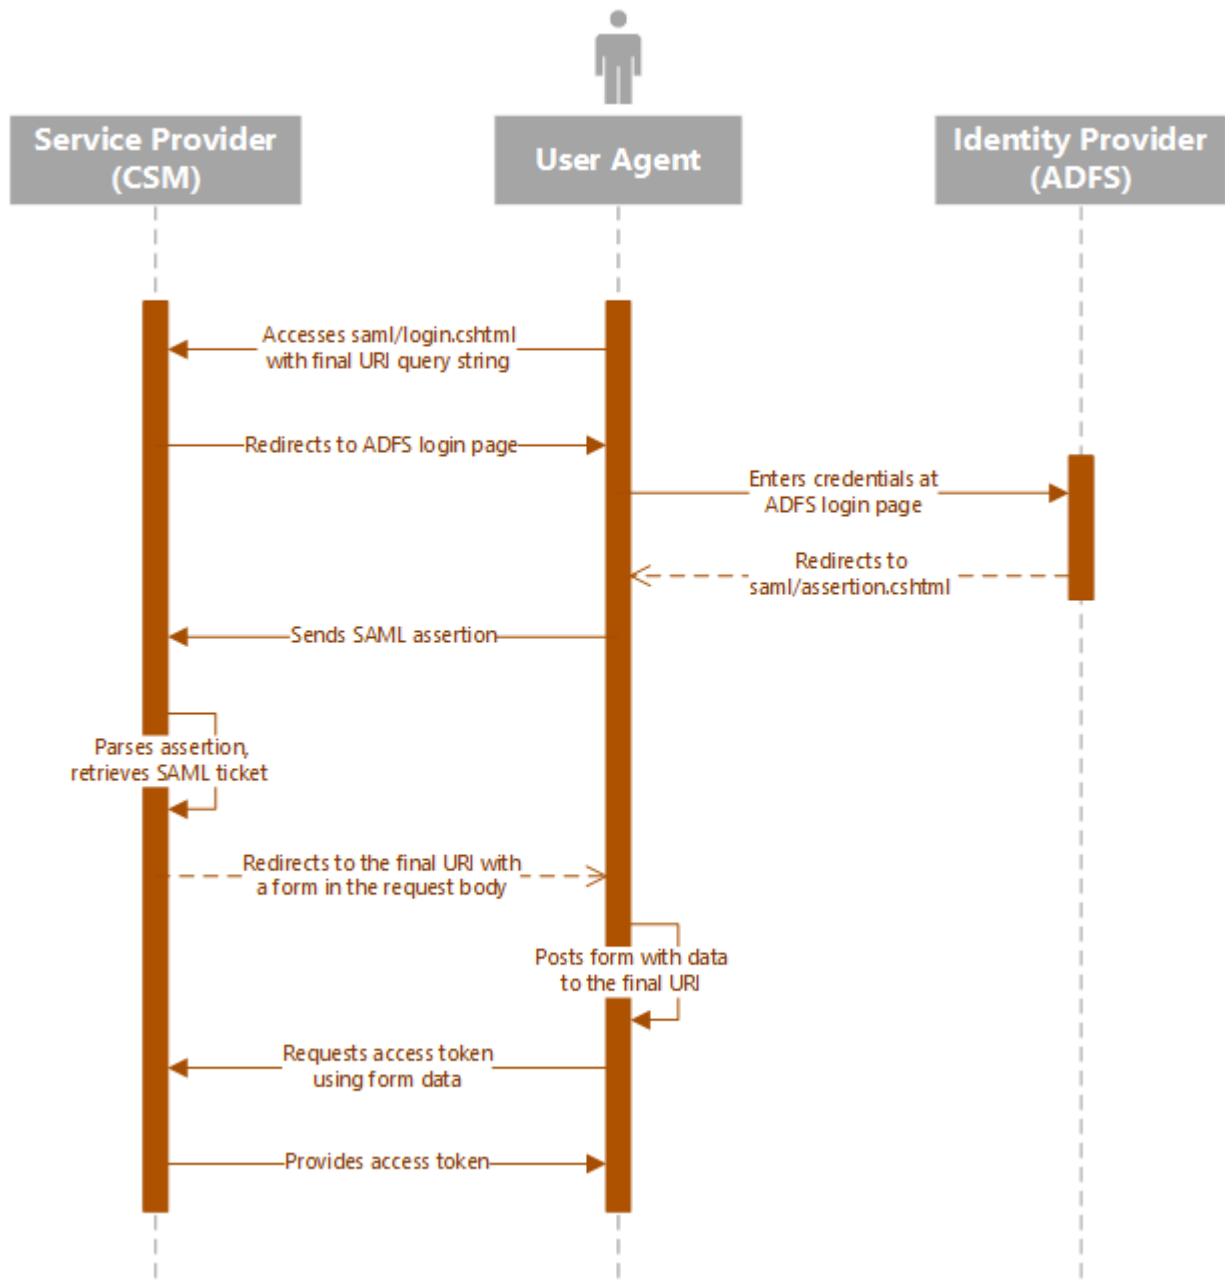 Service Provider
(CSM)
User Agent
Identity Provider
(ADFS)
Accesses saml/login.cshtml
with final URI query string
Redirects to ADFS login page
Enters credentials at
ADFS login page
Redirects to
saml/assertion.cshtml
Sends SAML assertion
Parses assertion,
retrieves SAML ticket
Redirects to the final URI with
a form in the request body
Posts form with data
to the final URI
Requests access token
using form data
Provides access token